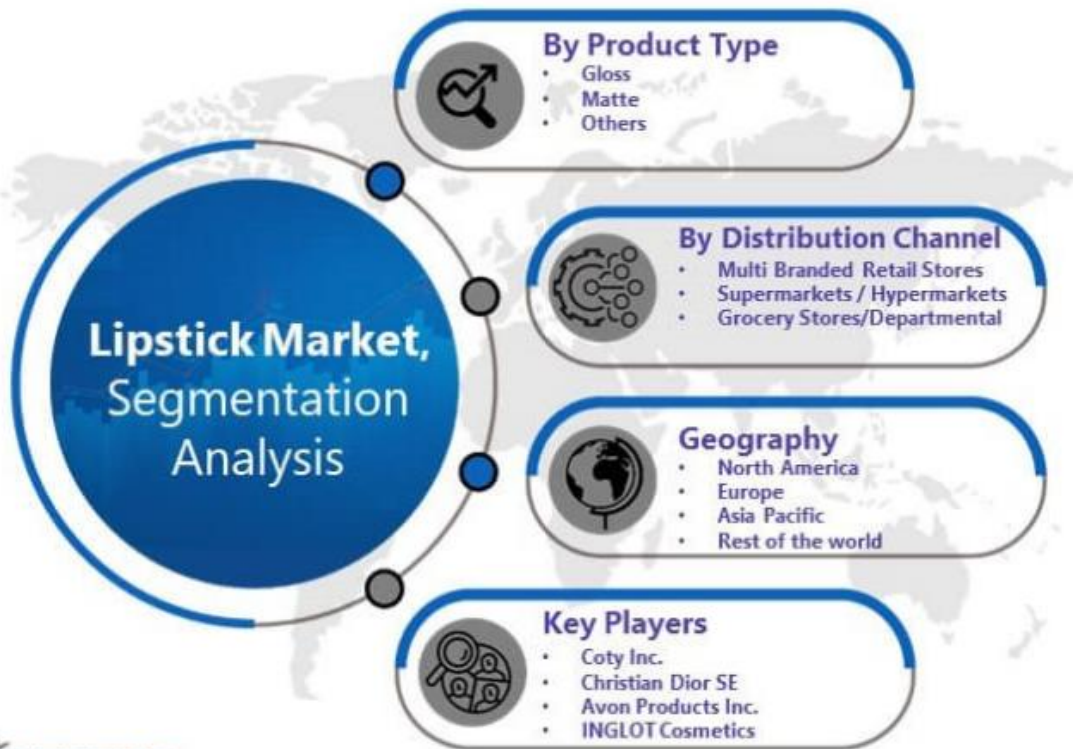 By Product Type
• Gloss
• Matte
• Others
By Distribution Channel
• Multi Branded Retail Stores
• Supermarkets / Hypermarkets
• Grocery Stores/Departmental
Lipstick Market,
Segmentation
Analysis
Geography
• North America
• Europe
• Asia Pacific
• Rest of the world
Key Players
• Coty Inc.
• Christian Dior SE
• Avon Products Inc.
• INGLOT Cosmetics